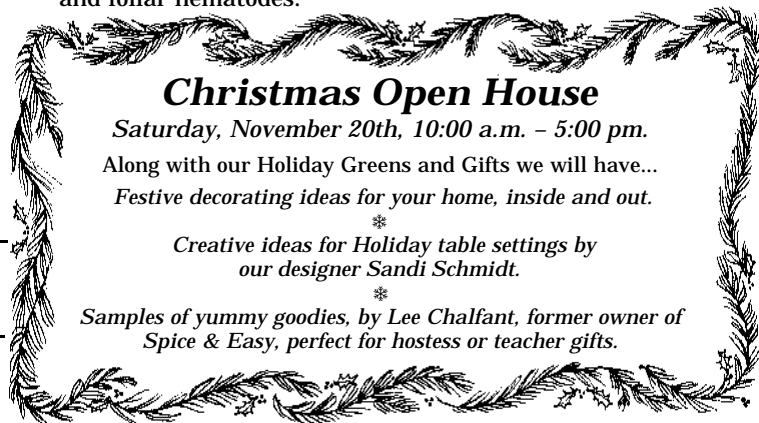 and foliar nematodes.
Christmas Open House
Saturday, November 20th, 10:00 a.m. – 5:00 pm.
Along with our Holiday Greens and Gifts we will have...
Festive decorating ideas for your home, inside and out.
Creative ideas for Holiday table settings by
our designer Sandi Schmidt.
Samples of yummy goodies, by Lee Chalfant, former owner of
Spice & Easy, perfect for hostess or teacher gifts.